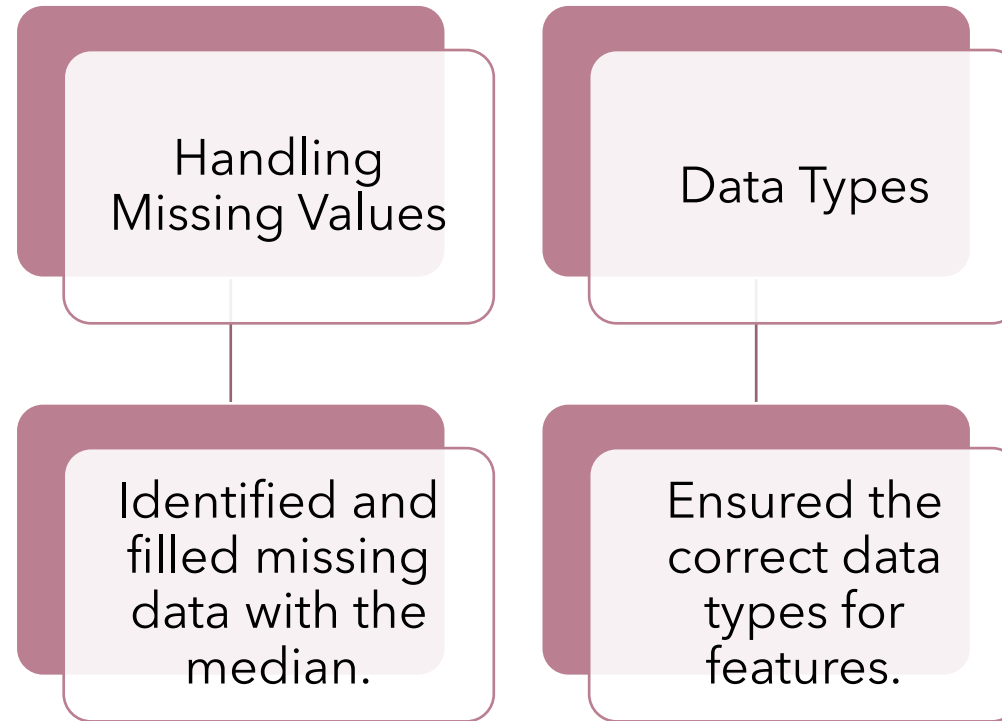 Handling
Missing Values
Data Types
Identified and
filled missing
data with the
median.
Ensured the
correct data
types for
features.